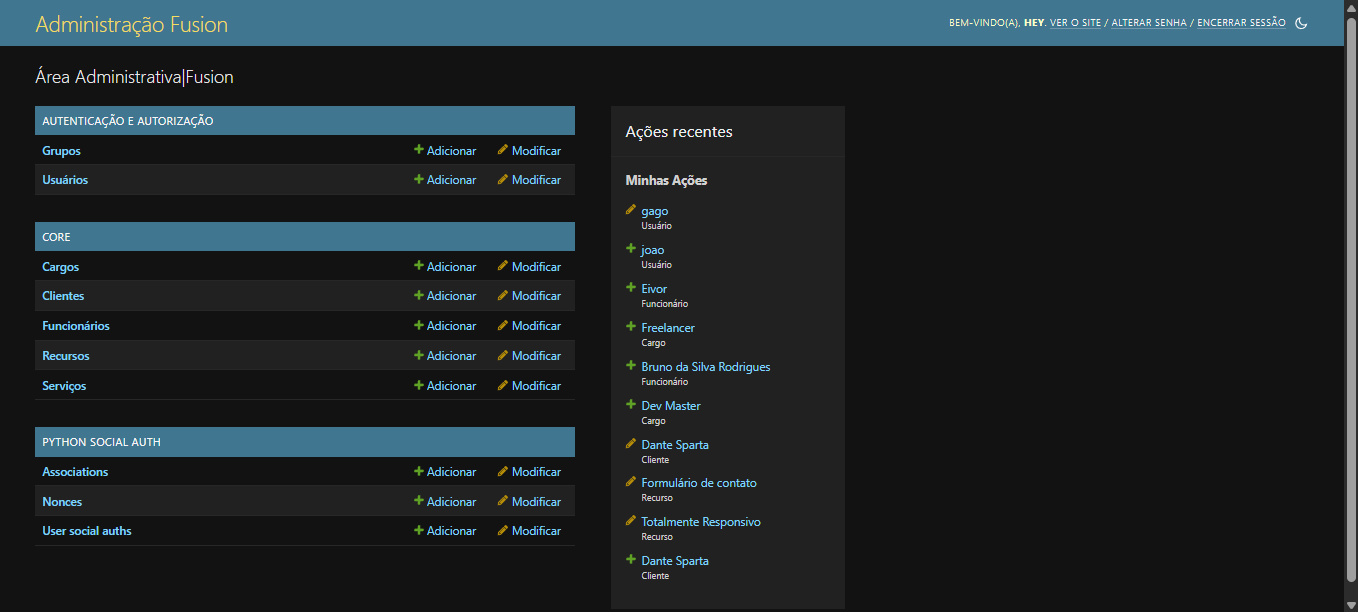 Administração Fusion
BEM-VINDO(A), HEY. VER O SITE / ALTERAR SENHA / ENCERRAR SESSÃO
Área Administrativa|Fusion
AUTENTICAÇÃO E AUTORIZAÇÃO
Grupos Adicionar Modificar
Usuários Adicionar Modificar
CORE
Cargos Adicionar Modificar
Clientes Adicionar Modificar
Funcionários Adicionar Modificar
Recursos Adicionar Modificar
Serviços Adicionar Modificar
PYTHON SOCIAL AUTH
Associations Adicionar Modificar
Nonces Adicionar Modificar
User social auths Adicionar Modificar
Ações recentes
Minhas Ações
gago
Usuário
joao
Usuário
Eivor
Funcionário
Freelancer
Cargo
Bruno da Silva Rodrigues
Funcionário
Dev Master
Cargo
Dante Sparta
Cliente
Formulário de contato
Recurso
Totalmente Responsivo
Recurso
Dante Sparta
Cliente